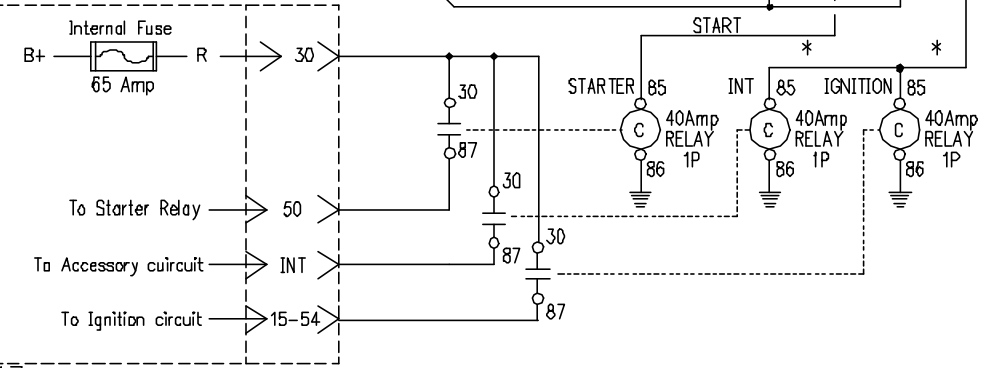 START
Internal Fuse
* *
B+ R 30
65 Amp
STARTER 85 INT 85 IGNITION 85
30
C 40Amp RELAY 1P
C 40Amp RELAY 1P
C 40Amp RELAY 1P
87
86 86 86
30
To Starter Relay 50
87
30
To Accessory cuircuit INT
87
To Ignition circuit 15-54